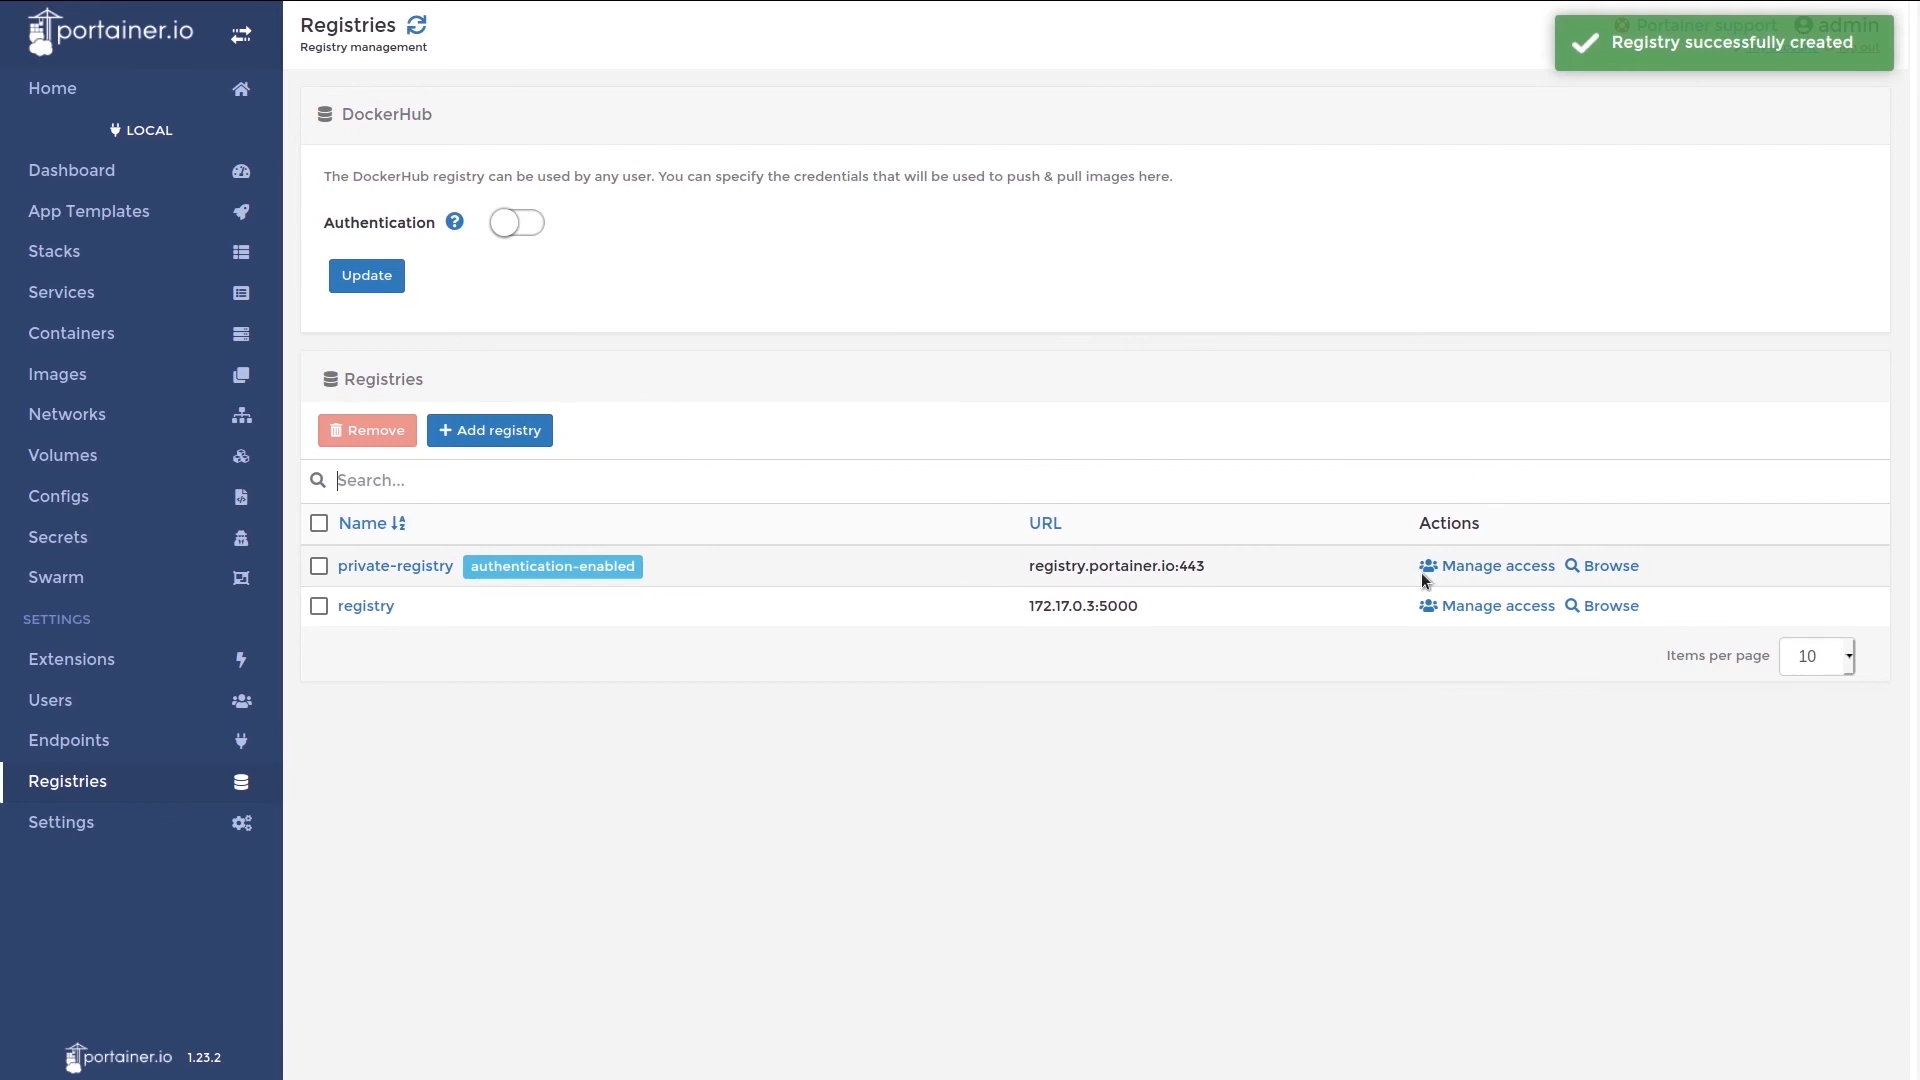 portainer.io
Home
LOCAL
Dashboard
App Templates
Stacks
Services
Containers
Images
Networks
Volumes
Configs
Secrets
Swarm
SETTINGS
Extensions
Users
Endpoints
Registries
Settings
portainer.io 1.23.2
Registries
Registry management
Portainer support admin
Registry successfully created
DockerHub
The DockerHub registry can be used by any user. You can specify the credentials that will be used to push & pull images here.
Authentication
Update
Registries
Remove Add registry
Search...
Name URL Actions
private-registry authentication-enabled registry.portainer.io:443 Manage access Browse
registry 172.17.0.3:5000 Manage access Browse
Items per page 10